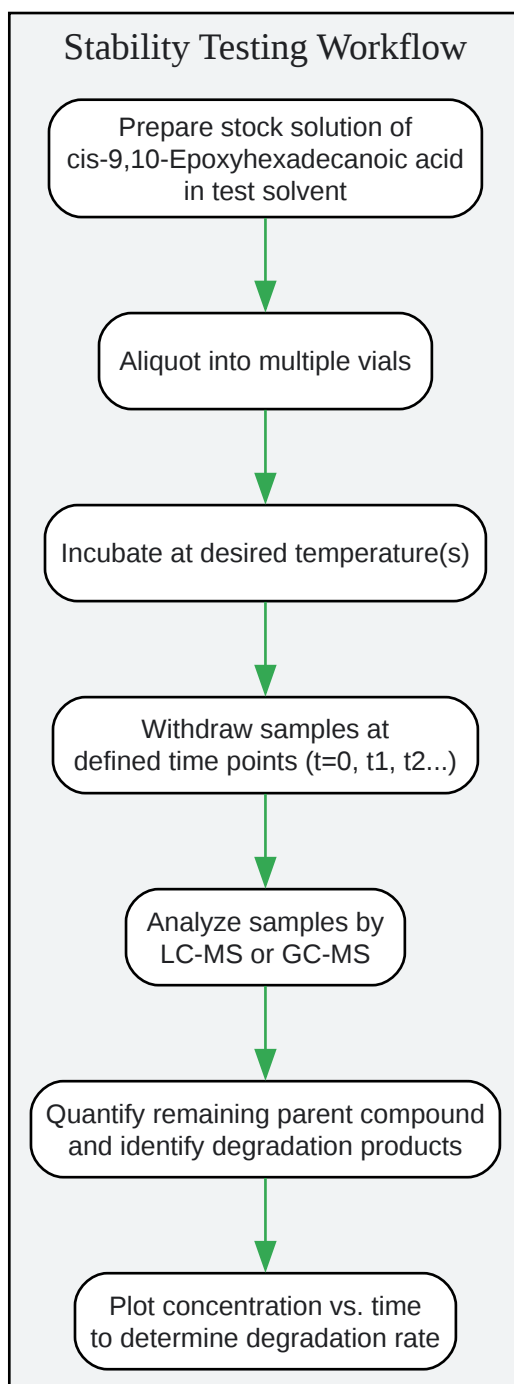 Stability Testing Workflow
Prepare stock solution of
cis-9,10-Epoxyhexadecanoic acid
in test solvent
Aliquot into multiple vials
Incubate at desired temperature(s)
Withdraw samples at
defined time points (t=0, t1, t2...)
Analyze samples by
LC-MS or GC-MS
Quantify remaining parent compound
and identify degradation products
Plot concentration vs. time
to determine degradation rate